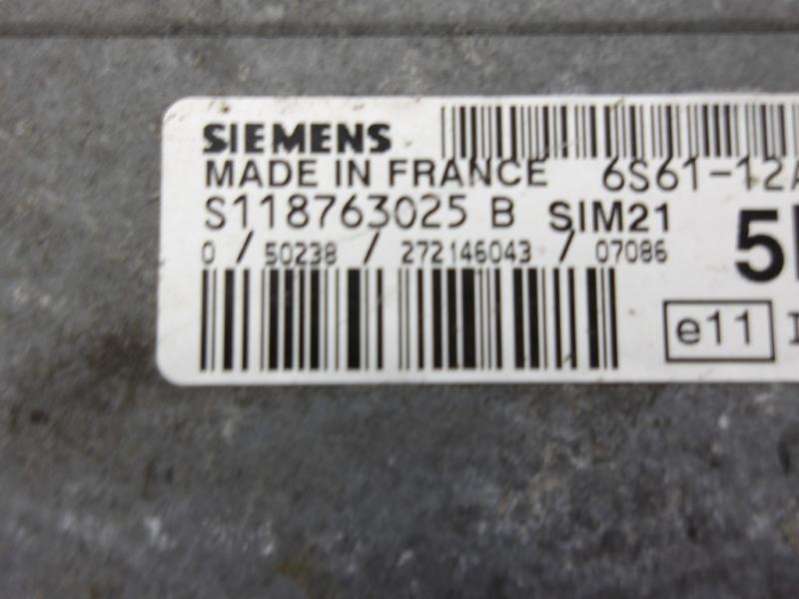 SIEMENS
MADE IN FRANCE 6S61-12A
S118763025 B SIM21
0 / 50238 / 272146043 / 07086
e11